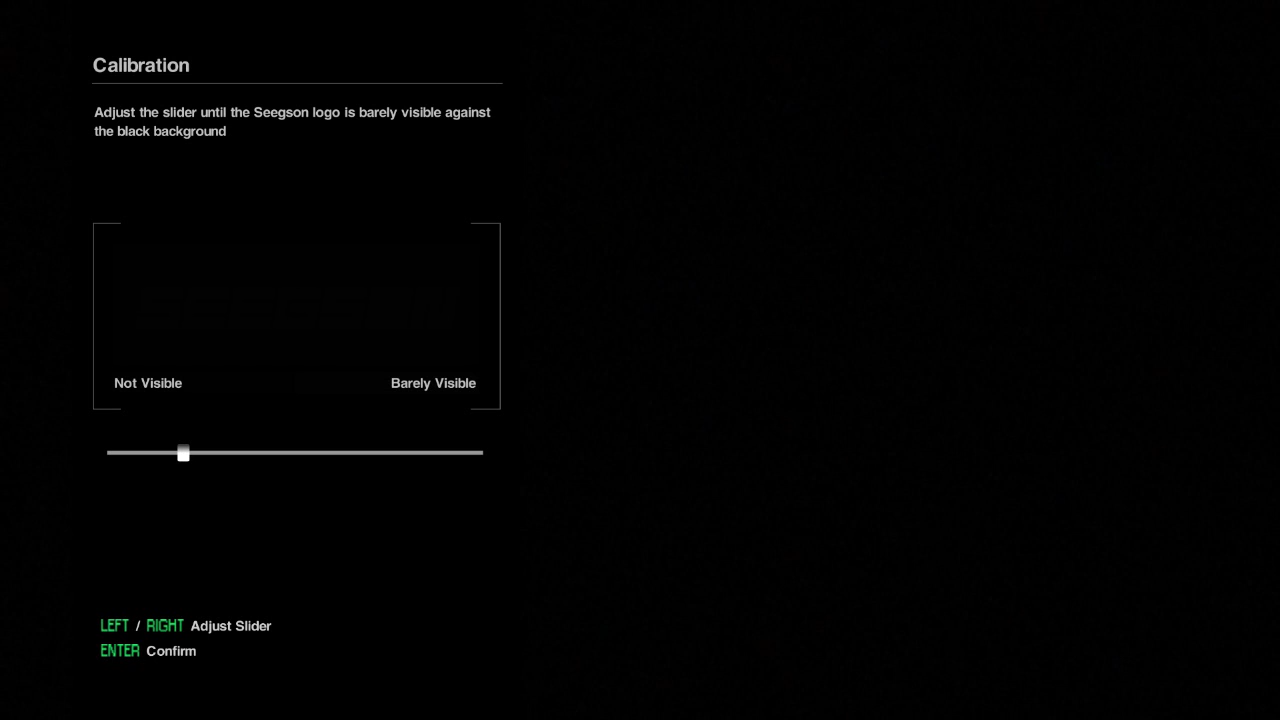 Calibration
Adjust the slider until the Seegson logo is barely visible against
the black background
Not Visible
Barely Visible
LEFT / RIGHT Adjust Slider
ENTER Confirm